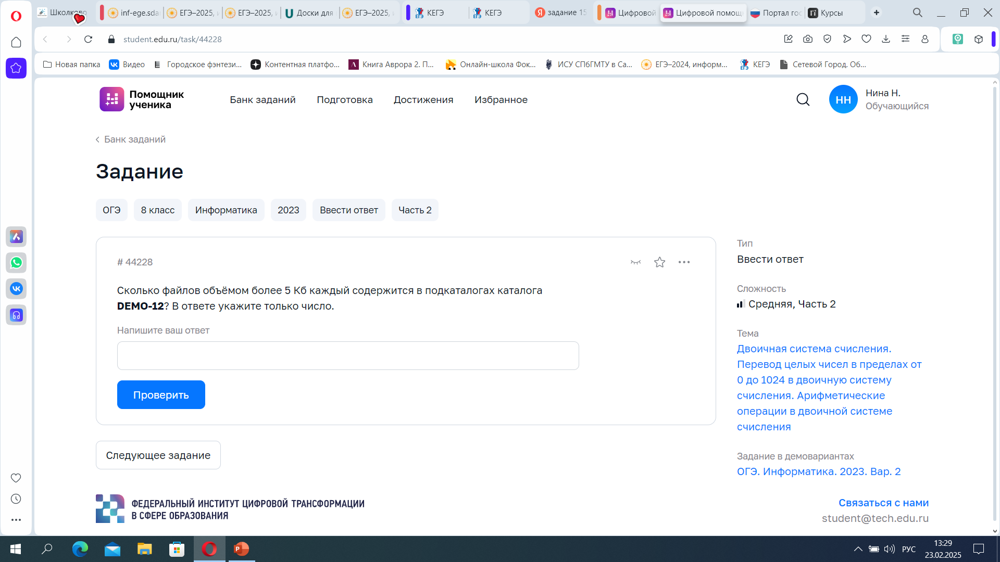 Школково
inf-ege.sda
ЕГЭ–2025,
ЕГЭ–2025,
Доски для
ЕГЭ–2025,
КЕГЭ
КЕГЭ
задание 15
Цифровой
Цифровой помощ
Портал гос
Курсы
student.edu.ru/task/44228
Новая папка
Видео
Городское фэнтези...
Контентная платфо...
Книга Аврора 2. П...
Онлайн-школа Фок...
ИСУ СПбГМТУ в Са...
ЕГЭ–2024, информ...
КЕГЭ
Сетевой Город. Об...
Помощник
ученика
Банк заданий
Подготовка
Достижения
Избранное
НН
Нина Н.
Обучающийся
Банк заданий
Задание
ОГЭ
8 класс
Информатика
2023
Ввести ответ
Часть 2
# 44228
Сколько файлов объёмом более 5 Кб каждый содержится в подкаталогах каталога
DEMO-12? В ответе укажите только число.
Напишите ваш ответ
Проверить
Следующее задание
Тип
Ввести ответ
Сложность
Средняя, Часть 2
Тема
Двоичная система счисления.
Перевод целых чисел в пределах от
0 до 1024 в двоичную систему
счисления. Арифметические
операции в двоичной системе
счисления
Задание в демовариантах
ОГЭ. Информатика. 2023. Вар. 2
ФЕДЕРАЛЬНЫЙ ИНСТИТУТ ЦИФРОВОЙ ТРАНСФОРМАЦИИ
В СФЕРЕ ОБРАЗОВАНИЯ
Связаться с нами
student@tech.edu.ru
РУС
13:29
23.02.2025